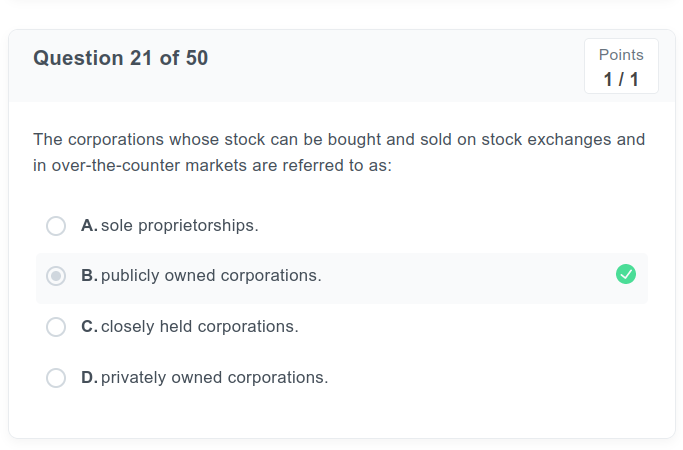 Question 21 of 50
Points
1 / 1
The corporations whose stock can be bought and sold on stock exchanges and
in over-the-counter markets are referred to as:
A. sole proprietorships.
B. publicly owned corporations.
C. closely held corporations.
D. privately owned corporations.